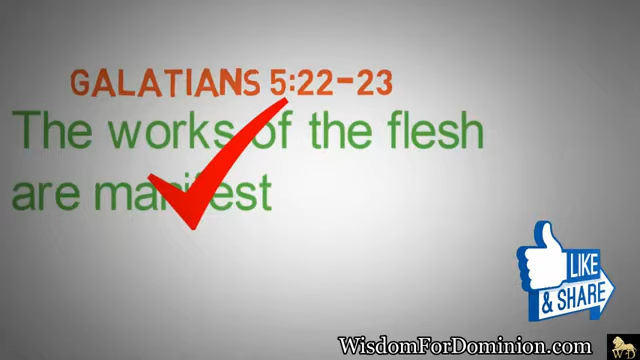 GALATIANS 5:22-23
The works of the flesh
are manifest
LIKE
& SHARE
WisdomForDominion.com
W-D